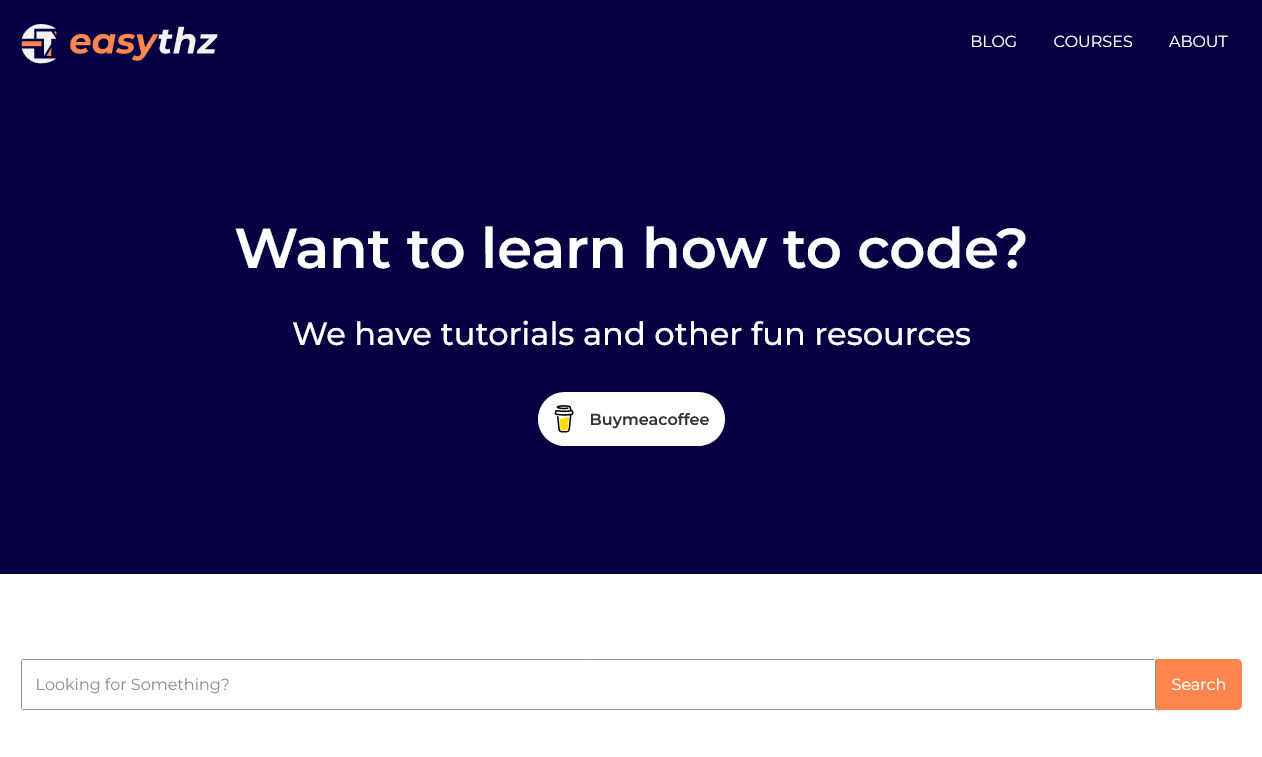 easythz
BLOG COURSES ABOUT
Want to learn how to code?
We have tutorials and other fun resources
Buymeacoffee
Looking for Something?
Search